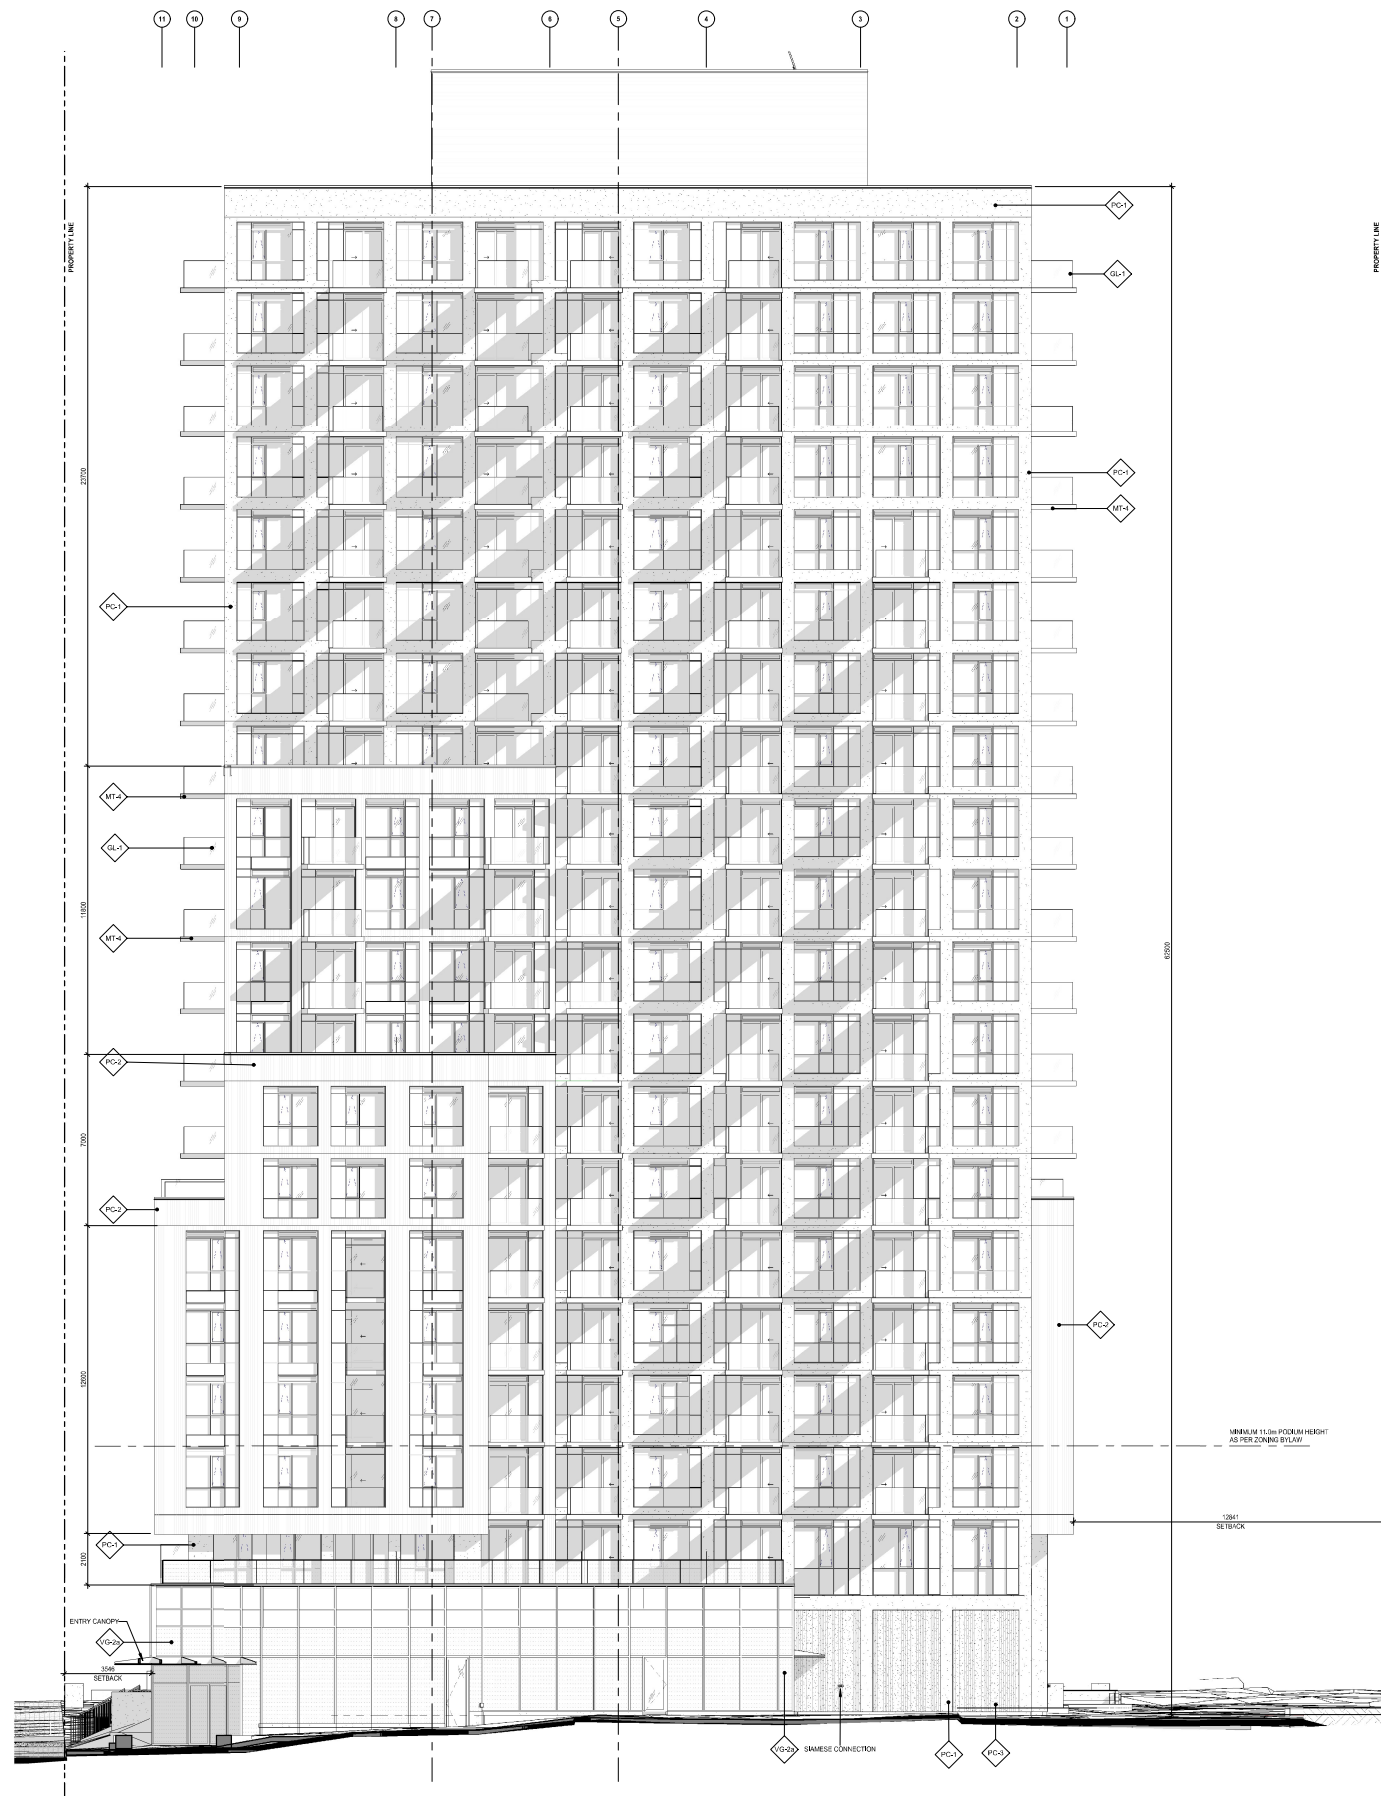 11 10 9 8 7 6 5 4 3 2 1
PROPERTY LINE
PROPERTY LINE
PC-1
GL-1
23700
PC-1
MT-4
PC-1
MT-4
GL-1
11800
MT-4
62500
PC-2
7000
PC-2
PC-2
12600
MINIMUM 11.0m PODIUM HEIGHT
AS PER ZONING BYLAW
12841
SETBACK
PC-1
2100
ENTRY CANOPY
VG-2a
3546
SETBACK
VG-2a
SIAMESE CONNECTION
PC-1
PC-3